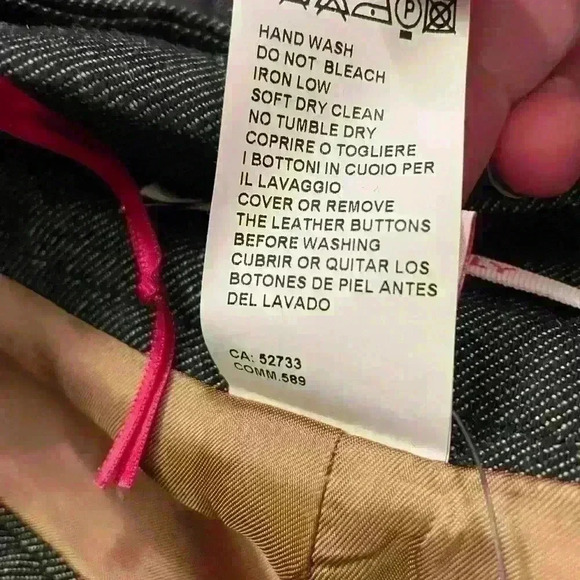 P
HAND WASH
DO NOT BLEACH
IRON LOW
SOFT DRY CLEAN
NO TUMBLE DRY
COPRIRE O TOGLIERE
I BOTTONI IN CUOIO PER
IL LAVAGGIO
COVER OR REMOVE
THE LEATHER BUTTONS
BEFORE WASHING
CUBRIR OR QUITAR LOS
BOTONES DE PIEL ANTES
DEL LAVADO
CA: 52733
COMM.589